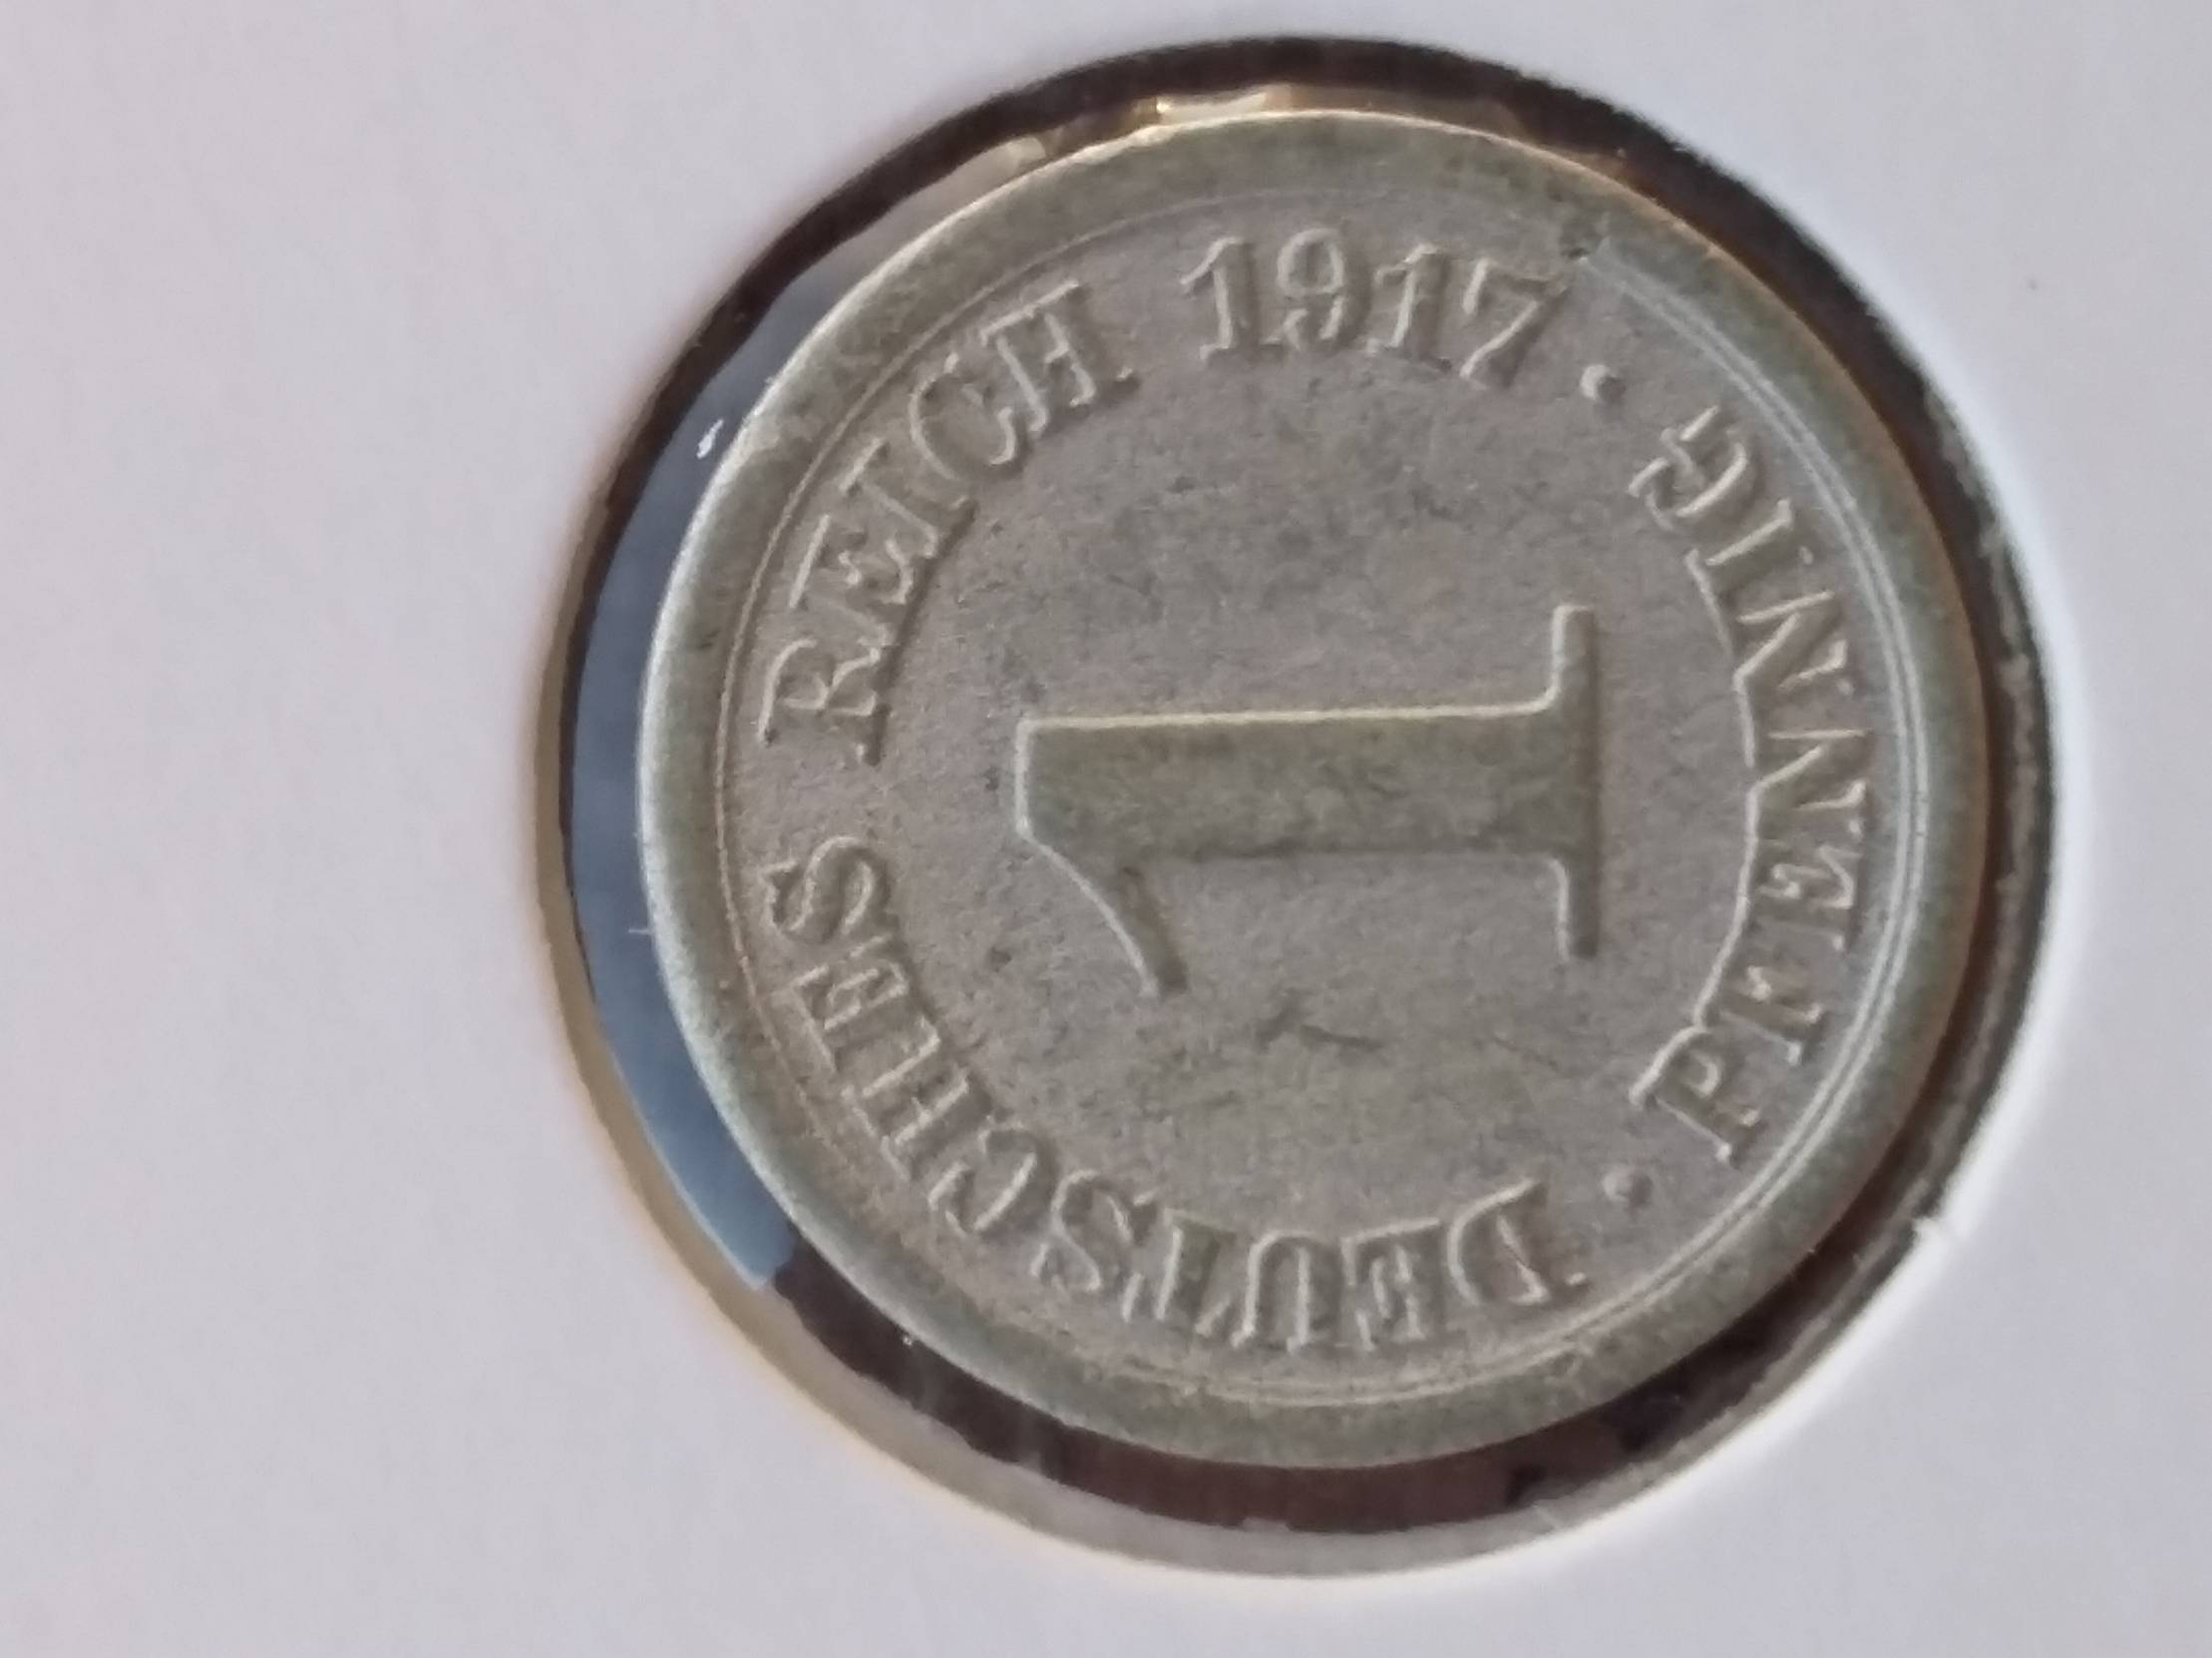 DEUTSCHES REICH 1917
· PFENNIG ·
1